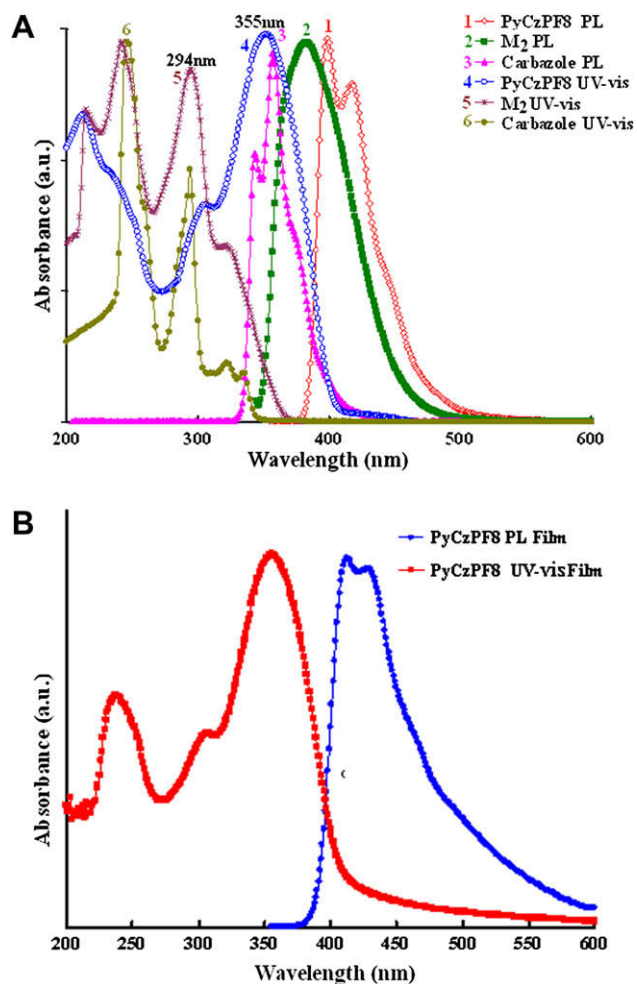 A
6
294nm
5
355nm
4
3
2
1
1 PyCzPF8 PL
2 M2 PL
3 Carbazole PL
4 PyCzPF8 UV-vis
5 M2UV-vis
6 Carbazole UV-vis
Absorbance (a.u.)
200 300 400 500 600
Wavelength (nm)
B
PyCzPF8 PL Film
PyCzPF8 UV-visFilm
Absorbance (a.u.)
200 250 300 350 400 450 500 550 600
Wavelength (nm)